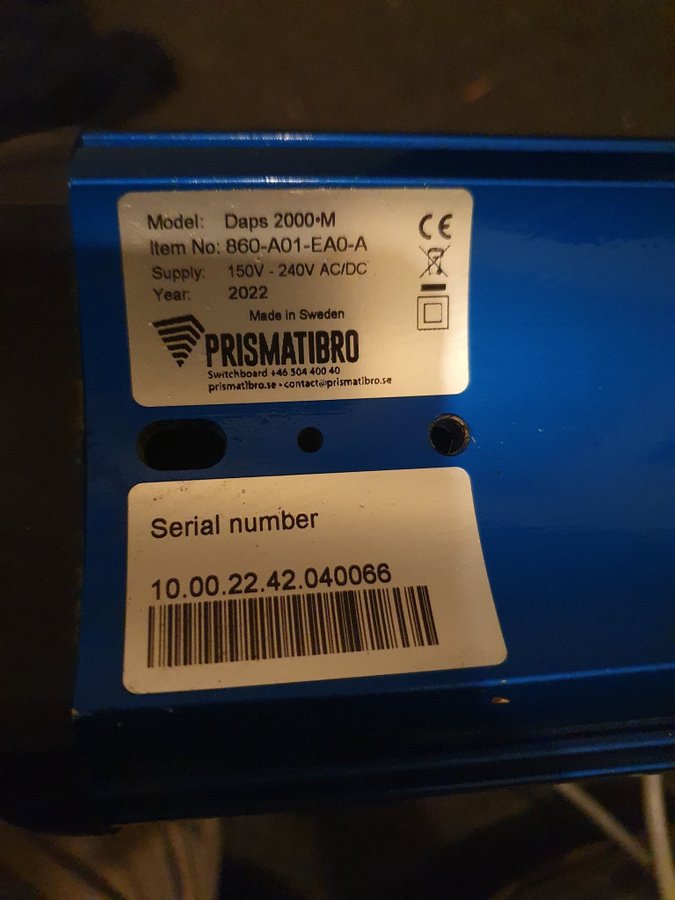 Model: Daps 2000•M
Item No: 860-A01-EA0-A
Supply: 150V - 240V AC/DC
Year: 2022
CE
Made in Sweden
PRISMATIBRO
Switchboard +46 304 400 40
prismatibro.se • contact@prismatibro.se
Serial number
10.00.22.42.040066